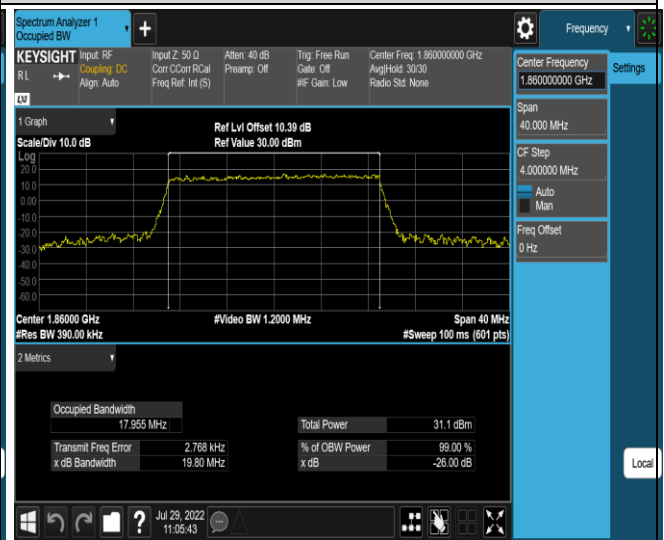 Spectrum Analyzer 1
Occupied BW
Frequency
KEYSIGHT
Input: RF
Coupling: DC
Align: Auto
RL
Input Z: 50 Ω
Corr CCorr RCal
Freq Ref: Int (S)
Atten: 40 dB
Preamp: Off
Trig: Free Run
Gate: Off
#IF Gain: Low
Center Freq: 1.860000000 GHz
Avg|Hold: 30/30
Radio Std: None
Center Frequency
1.860000000 GHz
Settings
Span
40.000 MHz
CF Step
4.000000 MHz
Auto
Man
Freq Offset
0 Hz
1 Graph
Scale/Div 10.0 dB
Ref Lvl Offset 10.39 dB
Ref Value 30.00 dBm
Log
20.0
10.0
0.00
-10.0
-20.0
-30.0
-40.0
-50.0
-60.0
Center 1.86000 GHz
#Video BW 1.2000 MHz
Span 40 MHz
#Res BW 390.00 kHz
#Sweep 100 ms (601 pts)
2 Metrics
Occupied Bandwidth
17.955 MHz
Total Power 31.1 dBm
Transmit Freq Error 2.768 kHz
% of OBW Power 99.00 %
x dB Bandwidth 19.80 MHz
x dB -26.00 dB
Local
?
Jul 29, 2022
11:05:43